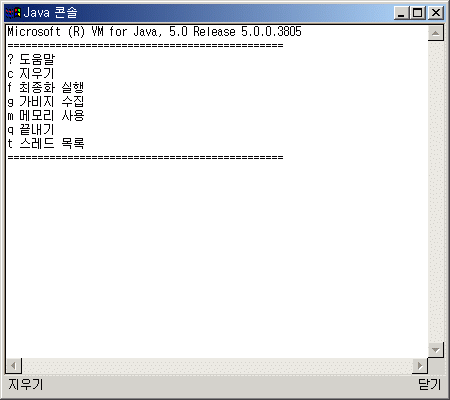 Java 콘솔
Microsoft (R) VM for Java, 5.0 Release 5.0.0.3805
==============================================
? 도움말
c 지우기
f 최종화 실행
g 가비지 수집
m 메모리 사용
q 끝내기
t 스레드 목록
==============================================
지우기 닫기